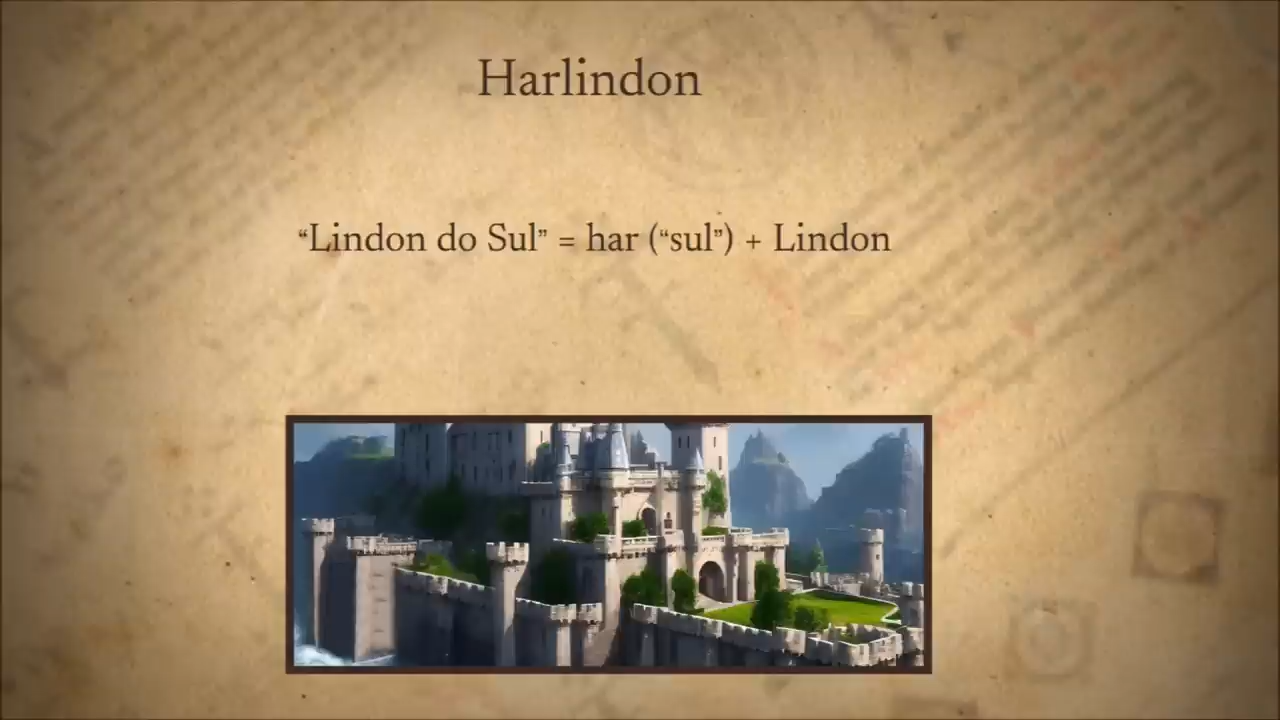 Harlindon
“Lindon do Sul” = har (“sul”) + Lindon